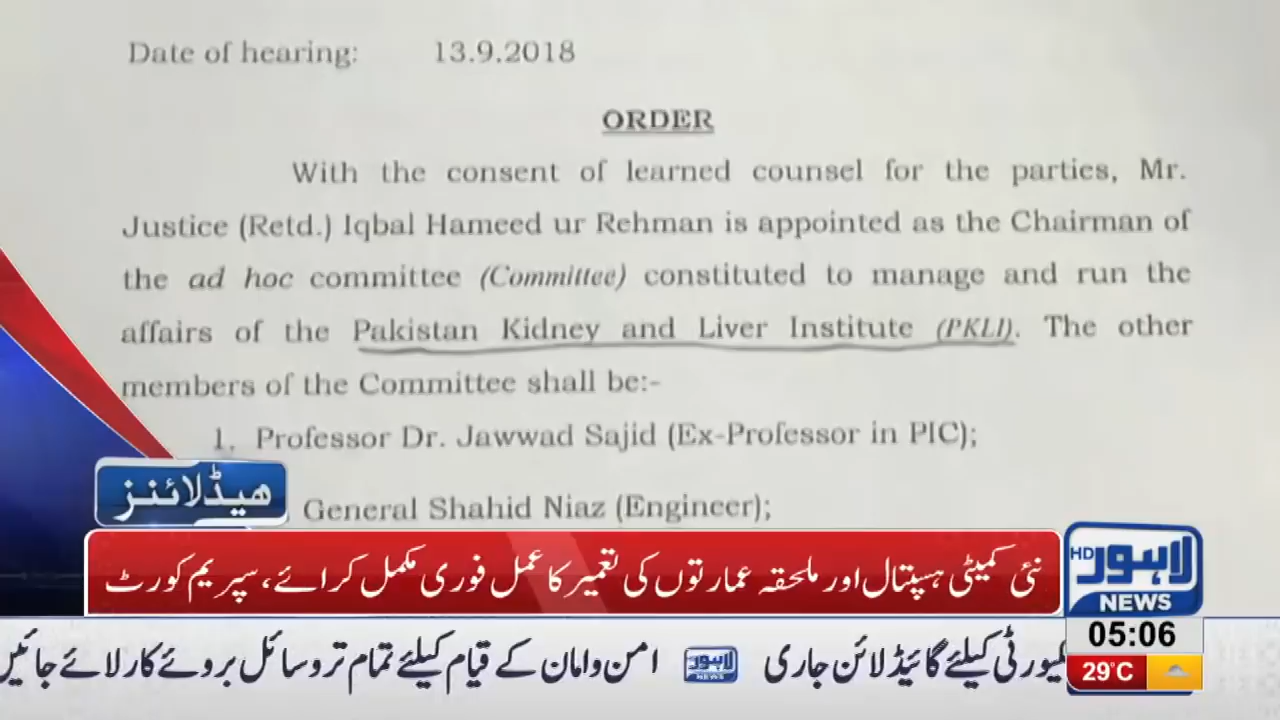 Date of hearing: 13.9.2018
ORDER
With the consent of learned counsel for the parties, Mr.
Justice (Retd.) Iqbal Hameed ur Rehman is appointed as the Chairman of
the ad hoc committee (Committee) constituted to manage and run the
affairs of the Pakistan Kidney and Liver Institute (PKLI). The other
members of the Committee shall be:-
1. Professor Dr. Jawwad Sajid (Ex-Professor in PIC);
General Shahid Niaz (Engineer);
ہیڈلائنز
نئی کمیٹی ہسپتال اور ملحقہ عمارتوں کی تعمیر کا عمل فوری مکمل کرائے، سپریم کورٹ
HD لاہور
NEWS
05:06
29°C
کیورٹی کیلئے گائیڈ لائن جاری لاہور NEWS امن وامان کے قیام کیلئے تمام تر وسائل بروئے کار لائے جائیں